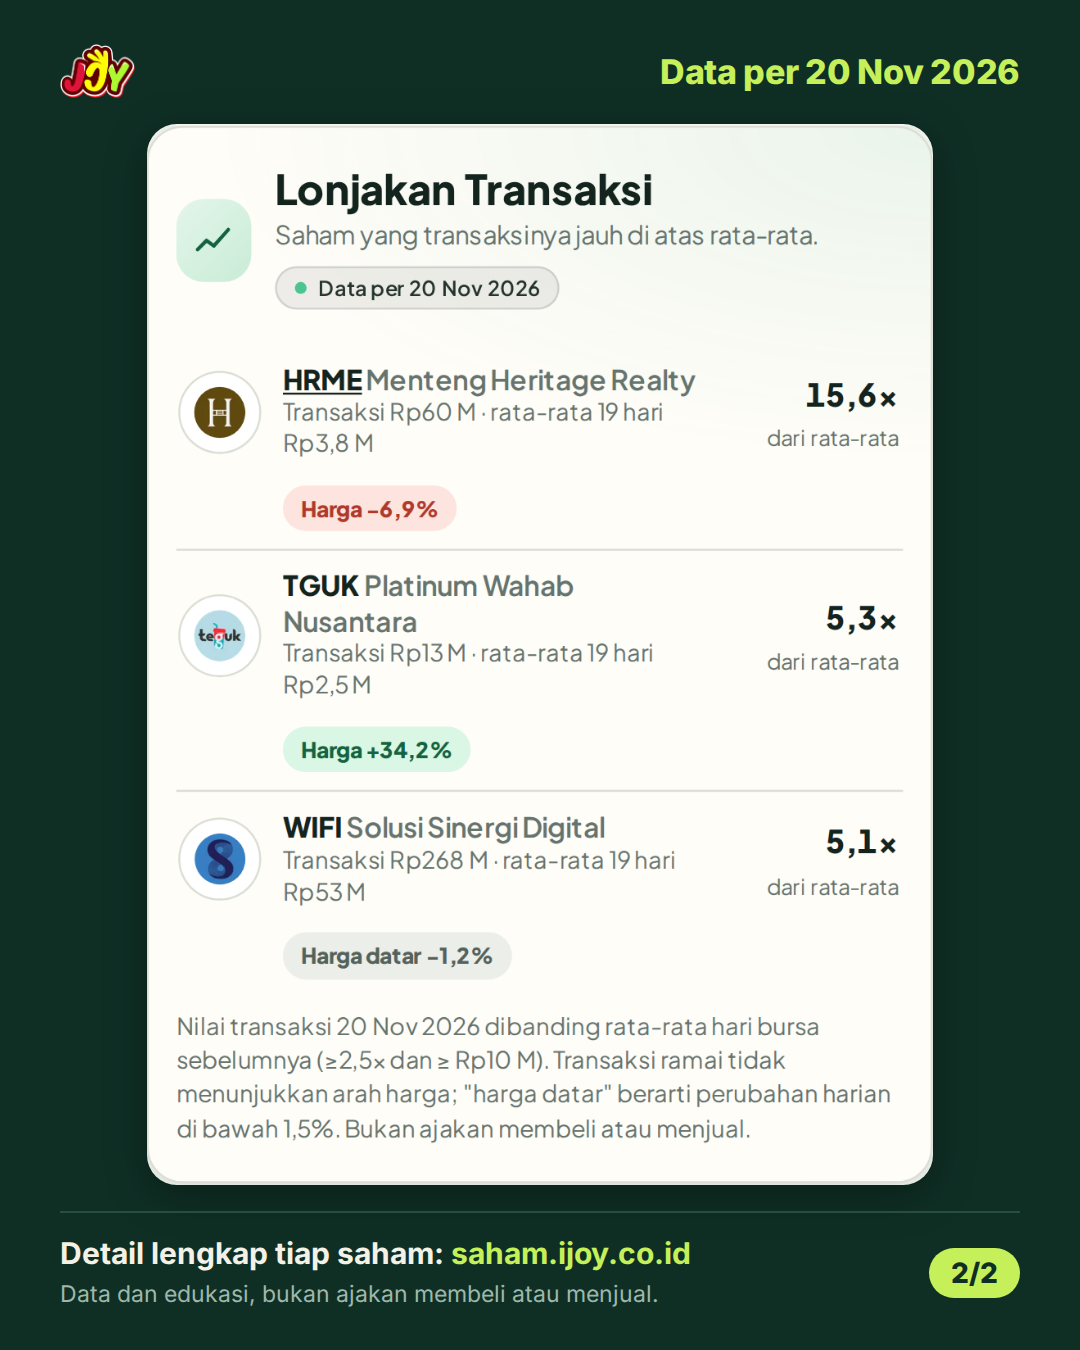 JOY
Data per 20 Nov 2026
Lonjakan Transaksi
Saham yang transaksinya jauh di atas rata-rata.
Data per 20 Nov 2026
HRME Menteng Heritage Realty
Transaksi Rp60 M · rata-rata 19 hari
Rp3,8 M
15,6×
dari rata-rata
Harga −6,9%
TGUK Platinum Wahab
Nusantara
Transaksi Rp13 M · rata-rata 19 hari
Rp2,5 M
5,3×
dari rata-rata
teguk
Harga +34,2%
WIFI Solusi Sinergi Digital
Transaksi Rp268 M · rata-rata 19 hari
Rp53 M
5,1×
dari rata-rata
Harga datar −1,2%
Nilai transaksi 20 Nov 2026 dibanding rata-rata hari bursa
sebelumnya (≥2,5× dan ≥ Rp10 M). Transaksi ramai tidak
menunjukkan arah harga; "harga datar" berarti perubahan harian
di bawah 1,5%. Bukan ajakan membeli atau menjual.
Detail lengkap tiap saham: saham.ijoy.co.id
Data dan edukasi, bukan ajakan membeli atau menjual.
2/2